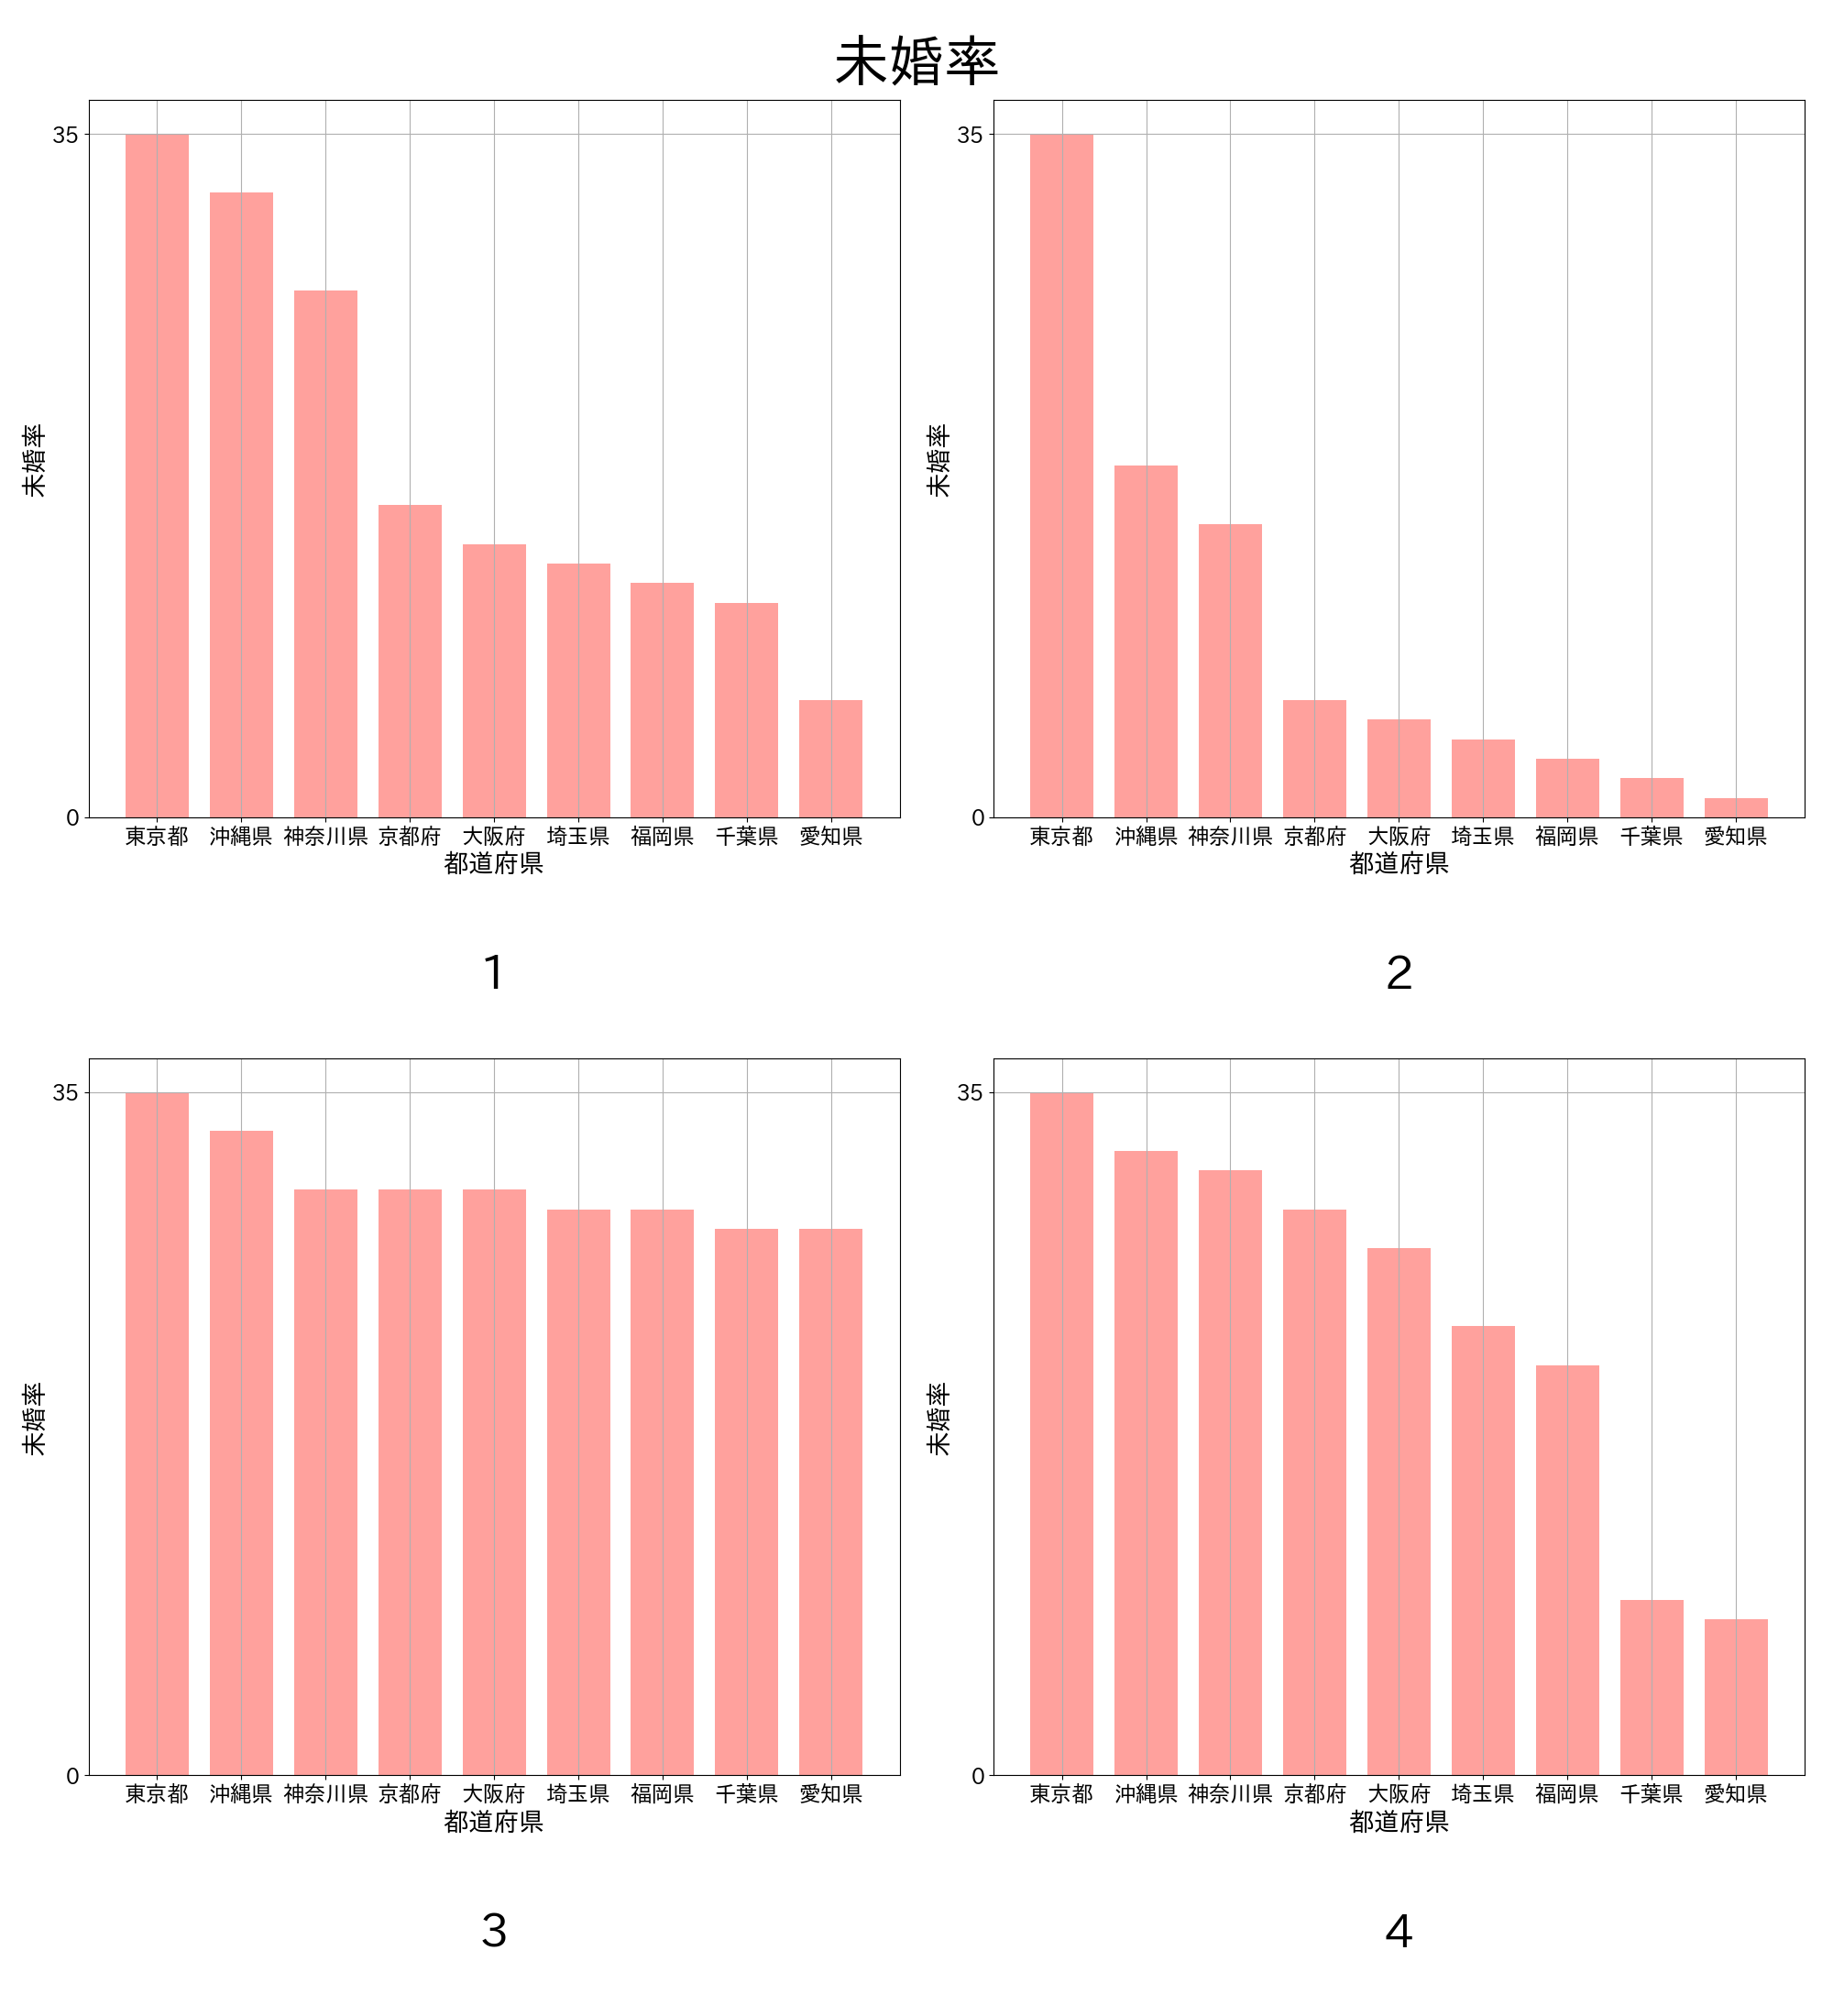 未婚率
35
0
未婚率
東京都 沖縄県 神奈川県 京都府 大阪府 埼玉県 福岡県 千葉県 愛知県
都道府県
1
35
0
未婚率
東京都 沖縄県 神奈川県 京都府 大阪府 埼玉県 福岡県 千葉県 愛知県
都道府県
2
35
0
未婚率
東京都 沖縄県 神奈川県 京都府 大阪府 埼玉県 福岡県 千葉県 愛知県
都道府県
3
35
0
未婚率
東京都 沖縄県 神奈川県 京都府 大阪府 埼玉県 福岡県 千葉県 愛知県
都道府県
4